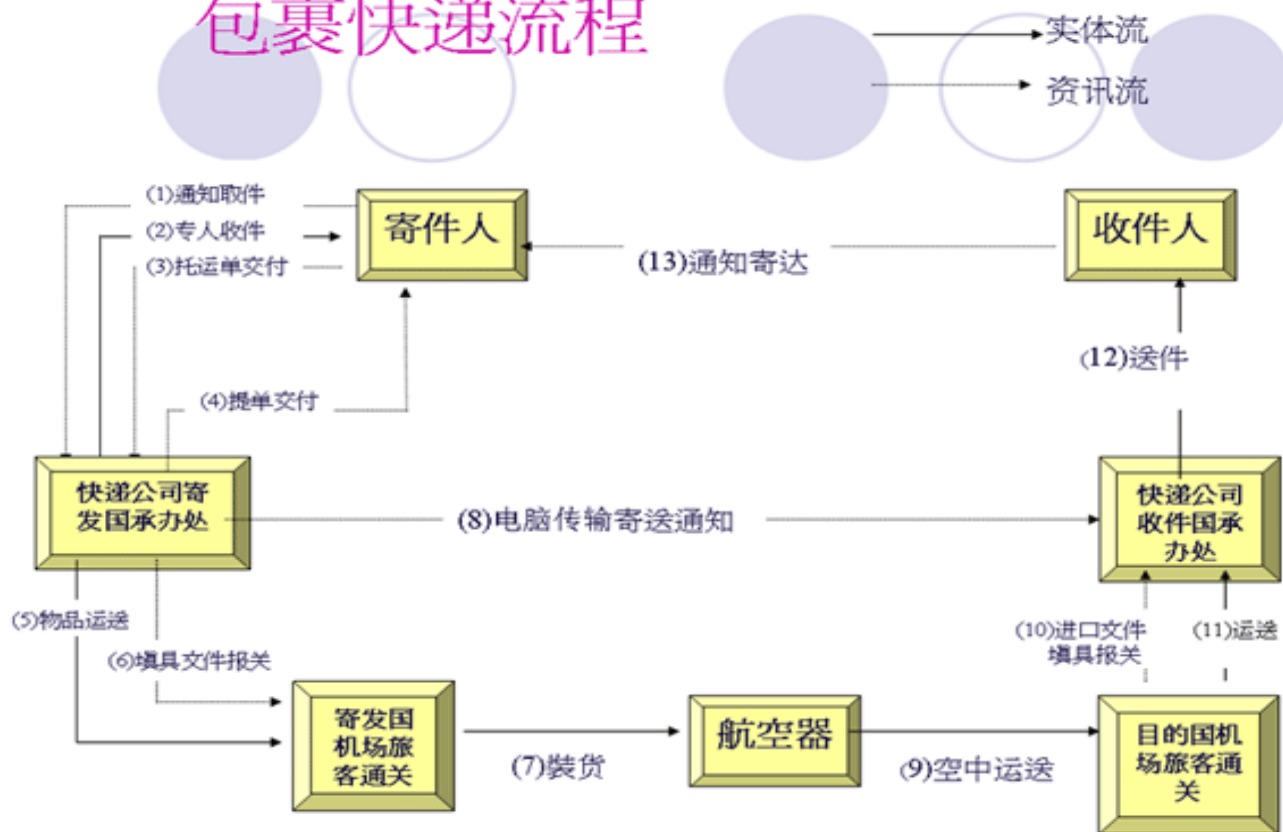 包裹快递流程
实体流
资讯流
(1)通知取件
(2)专人收件
(3)托运单交付
寄件人
(13)通知寄达
收件人
(12)送件
(4)提单交付
快递公司寄
发国承办处
(8)电脑传输寄送通知
快递公司
收件国承
办处
(5)物品运送
(6)填具文件报关
(10)进口文件
填具报关
(11)运送
寄发国
机场旅
客通关
(7)装货
航空器
(9)空中运送
目的国机
场旅客通
关